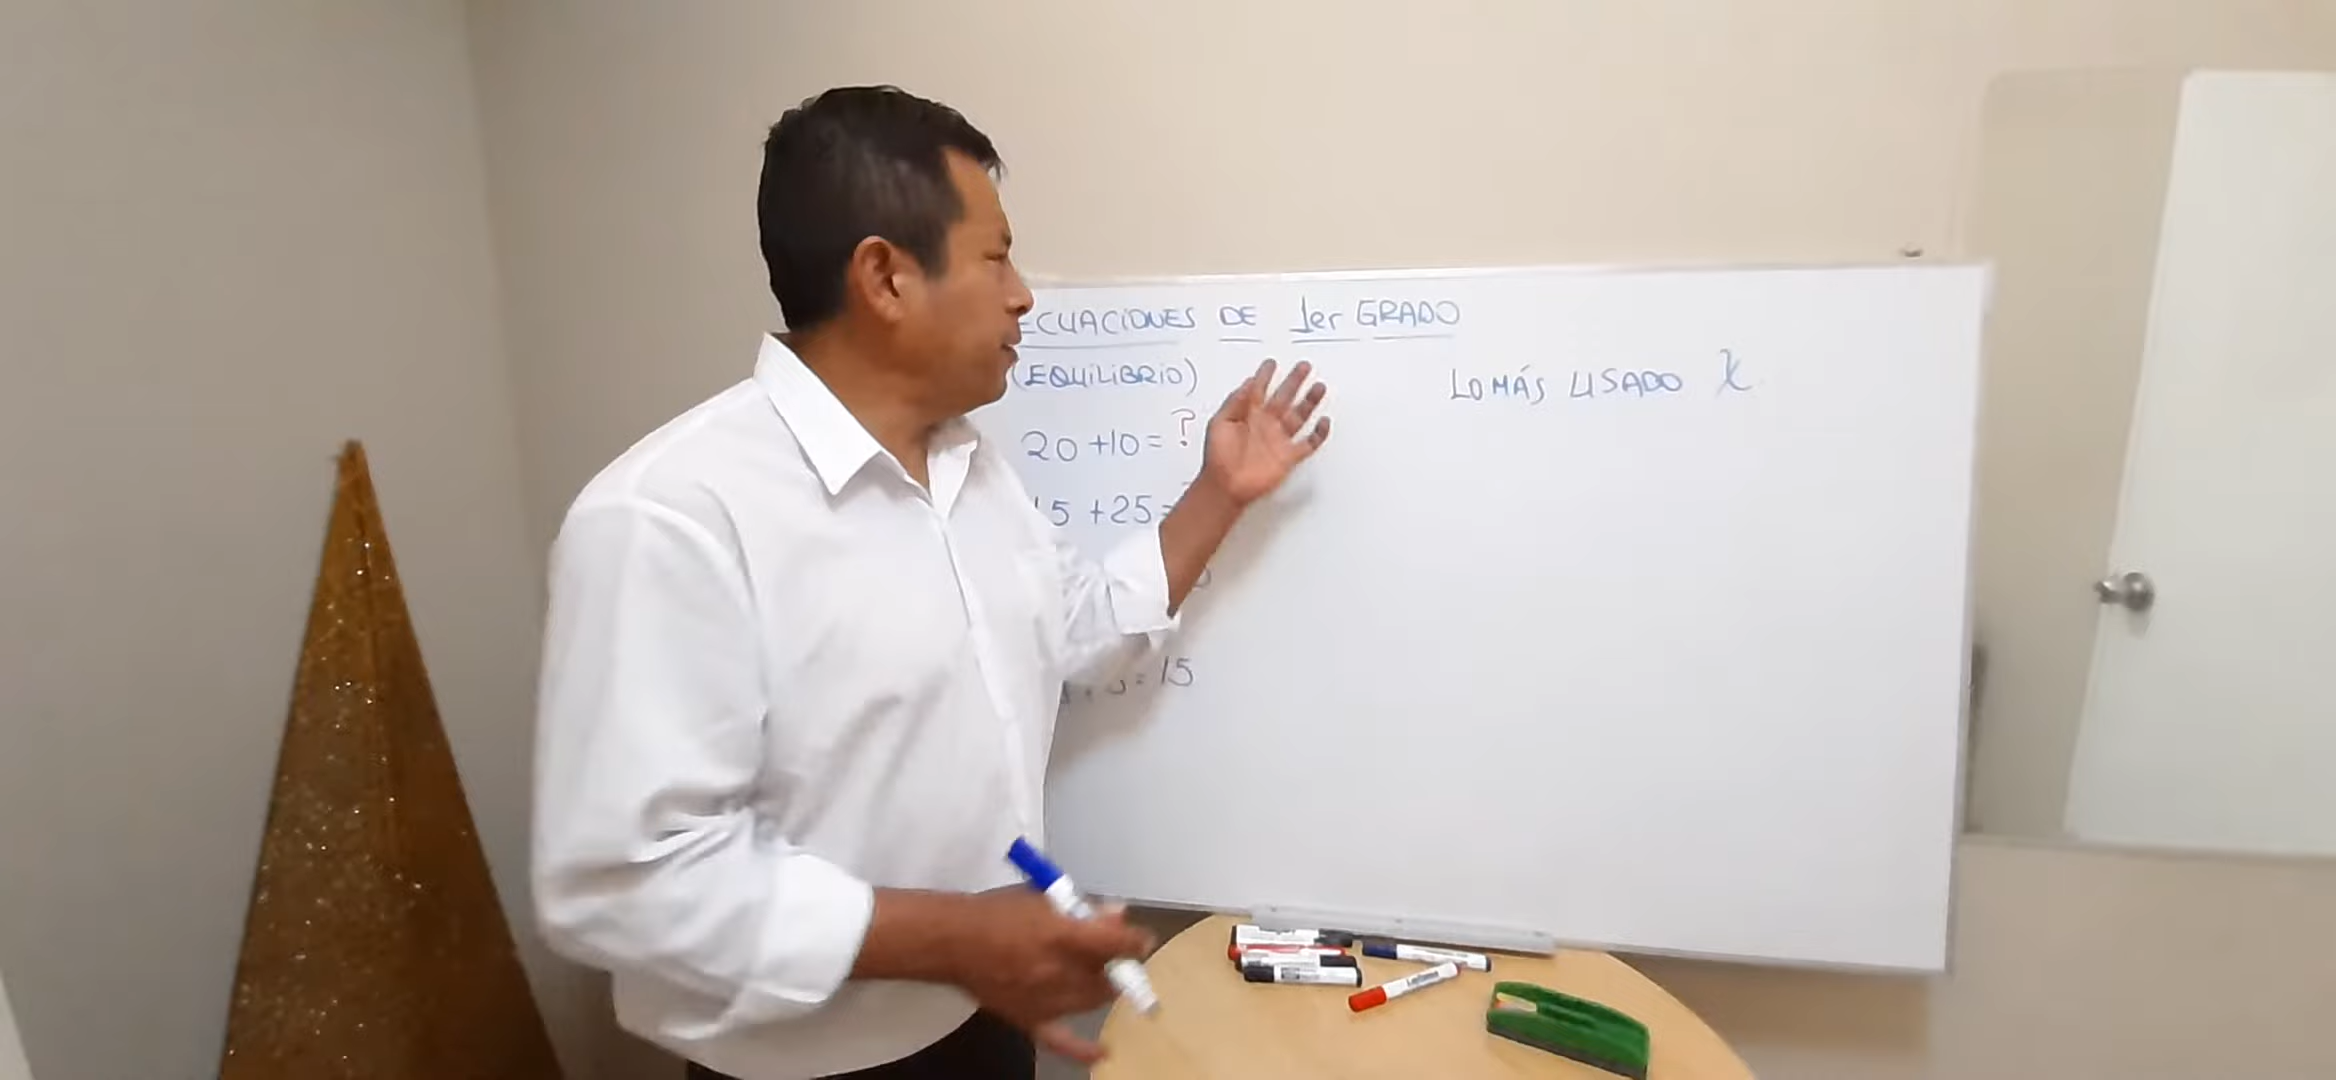 ECUACIONES DE 1er GRADO
(EQUILIBRIO)
LO MÁS USADO X
20 +10 = ?
15 +25 =
= 15